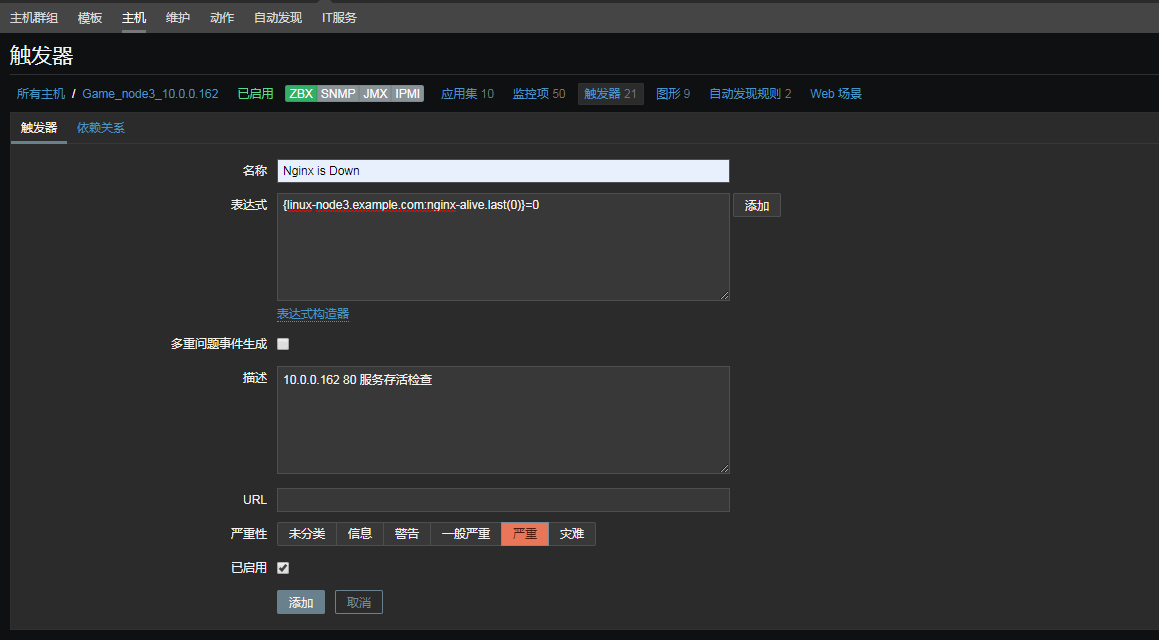 主机群组 模板 主机 维护 动作 自动发现 IT服务
触发器
所有主机 / Game_node3_10.0.0.162 已启用 ZBX SNMP JMX IPMI 应用集 10 监控项 50 触发器 21 图形 9 自动发现规则 2 Web 场景
触发器 依赖关系
名称 Nginx is Down
表达式 {linux-node3.example.com:nginx-alive.last(0)}=0 添加
表达式构造器
多重问题事件生成
描述 10.0.0.162 80 服务存活检查
URL
严重性 未分类 信息 警告 一般严重 严重 灾难
已启用
添加 取消